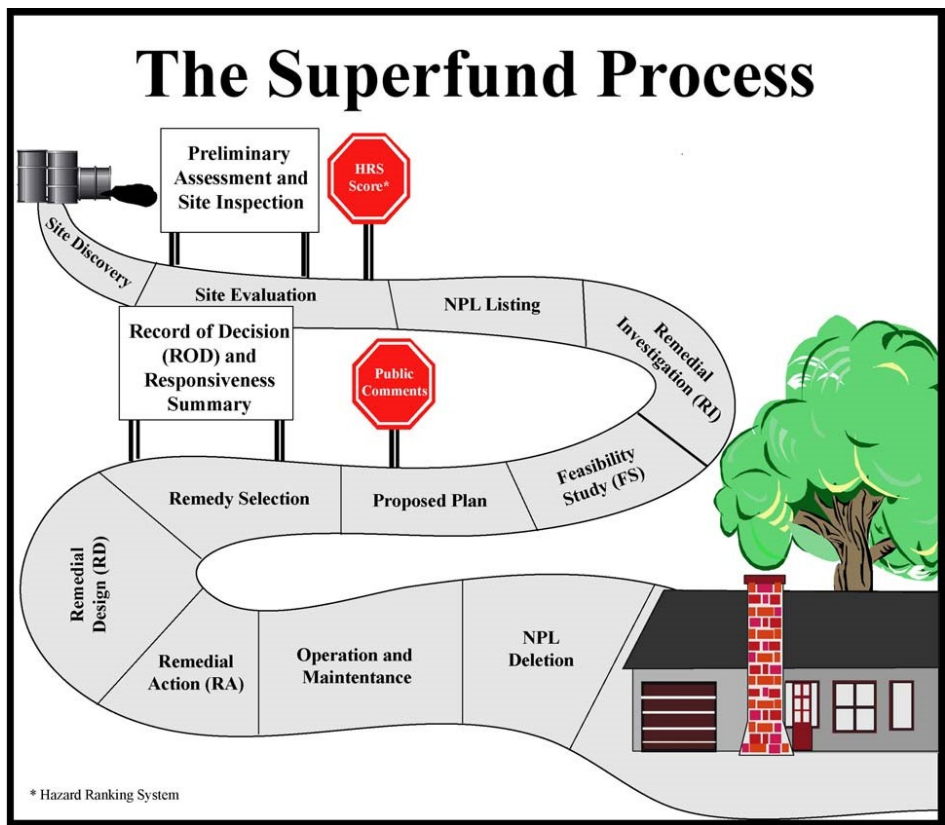 The Superfund Process
Preliminary
Assessment and
Site Inspection
HRS
Score*
Site Discovery
Site Evaluation
NPL Listing
Remedial
Investigation (RI)
Record of Decision
(ROD) and
Responsiveness
Summary
Public
Comments
Feasibility
Study (FS)
Proposed Plan
Remedy Selection
Remedial
Design (RD)
Remedial
Action (RA)
Operation and
Maintentance
NPL
Deletion
* Hazard Ranking System